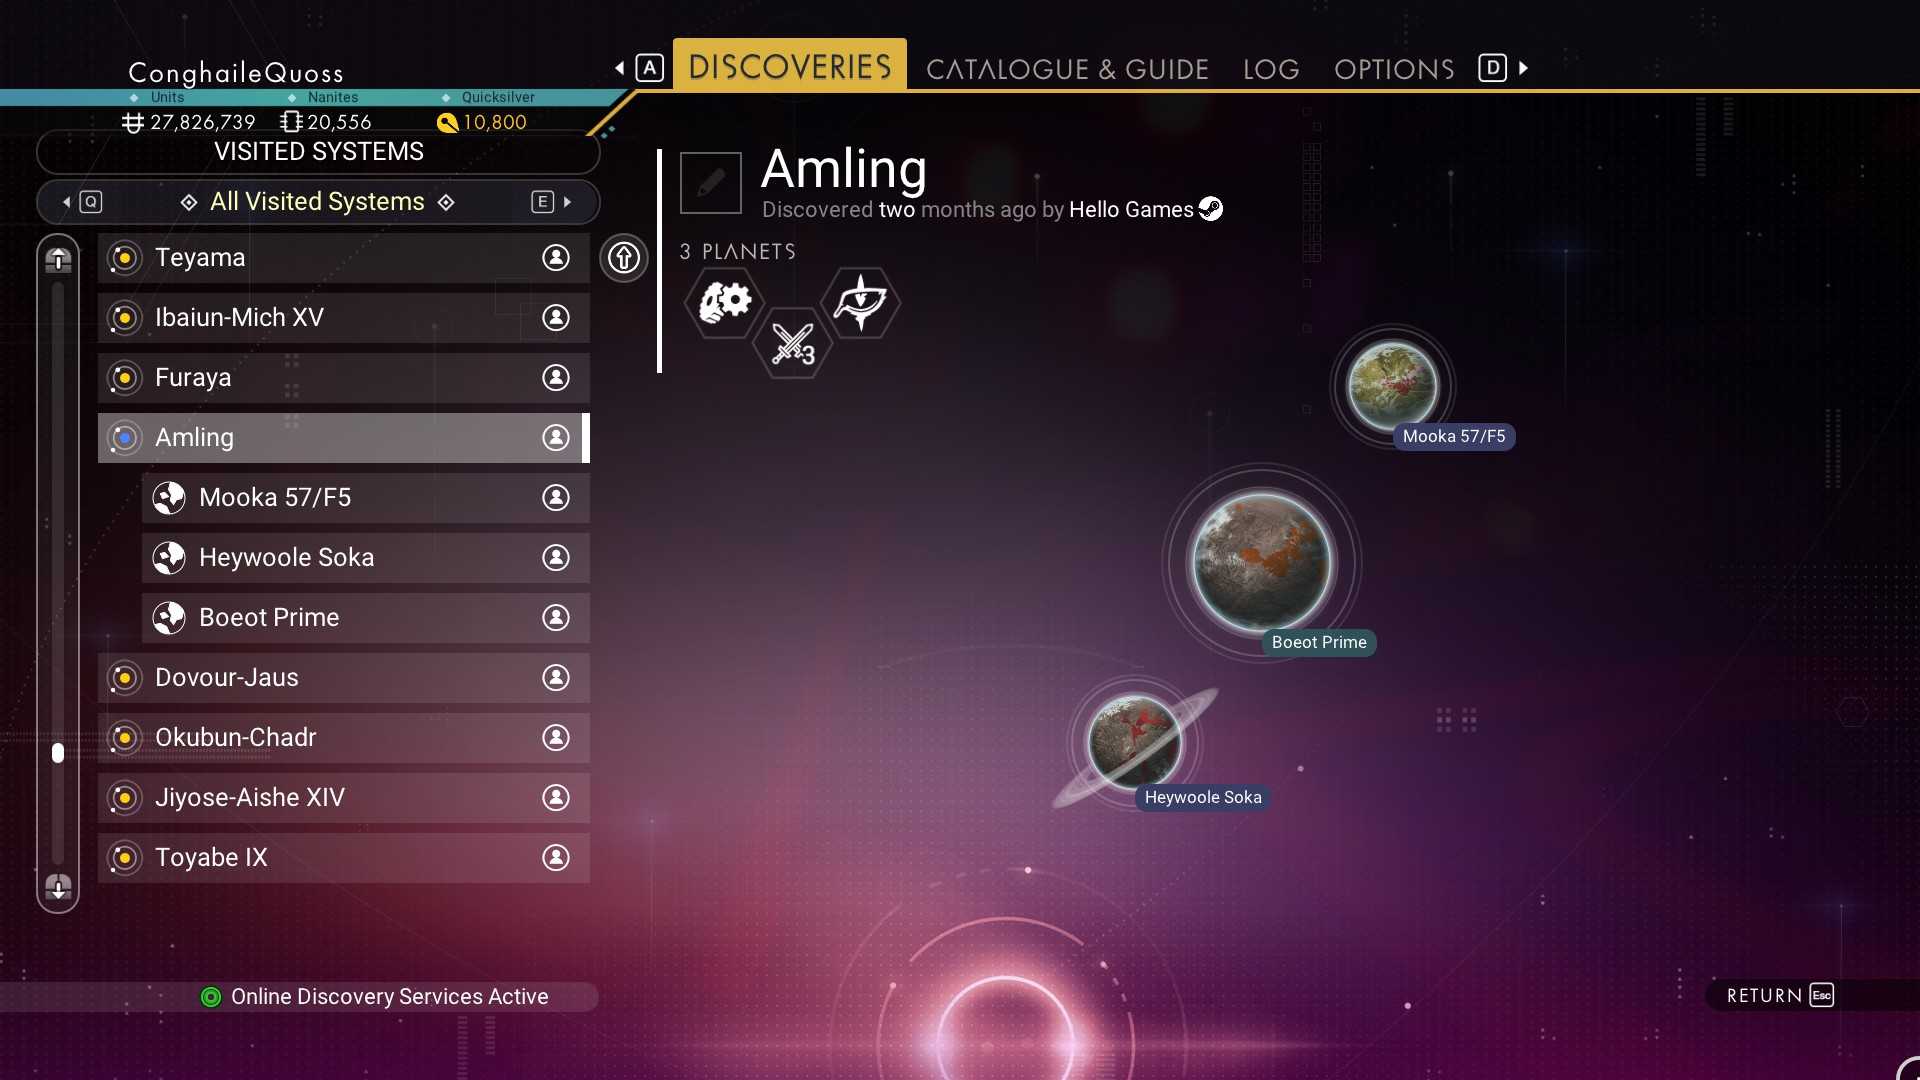 ConghaileQuoss
Units Nanites Quicksilver
27,826,739 20,556 10,800
A DISCOVERIES CATALOGUE & GUIDE LOG OPTIONS D
VISITED SYSTEMS
Q All Visited Systems E
Teyama
Ibaiun-Mich XV
Furaya
Amling
Mooka 57/F5
Heywoole Soka
Boeot Prime
Dovour-Jaus
Okubun-Chadr
Jiyose-Aishe XIV
Toyabe IX
Online Discovery Services Active
Amling
Discovered two months ago by Hello Games
3 PLANETS
3
Mooka 57/F5
Boeot Prime
Heywoole Soka
RETURN Esc